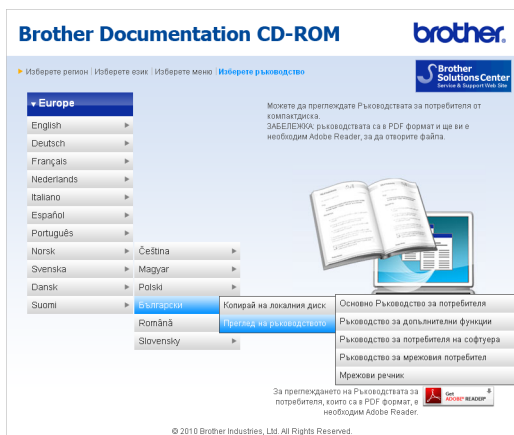 Brother Documentation CD-ROM
brother
Изберете регион | Изберете език | Изберете меню | Изберете ръководство
Brother
Solutions Center
Service & Support Web Site
Europe
English
Deutsch
Français
Nederlands
Italiano
Español
Português
Norsk
Svenska
Dansk
Suomi
Можете да преглеждате Ръководствата за потребителя от
компактдиска.
ЗАБЕЛЕЖКА: ръководствата са в PDF формат и ще ви е
необходим Adobe Reader, за да отворите файла.
Čeština
Magyar
Polski
Български
Română
Slovensky
Копирай на локалния диск
Преглед на ръководството
Основно Ръководство за потребителя
Ръководство за допълнителни функции
Ръководство за потребителя на софтуера
Ръководство за мрежовия потребител
Мрежови речник
За преглеждането на Ръководствата за
потребителя, които са в PDF формат, е
необходим Adobe Reader.
Get
ADOBE® READER®
© 2010 Brother Industries, Ltd. All Rights Reserved.